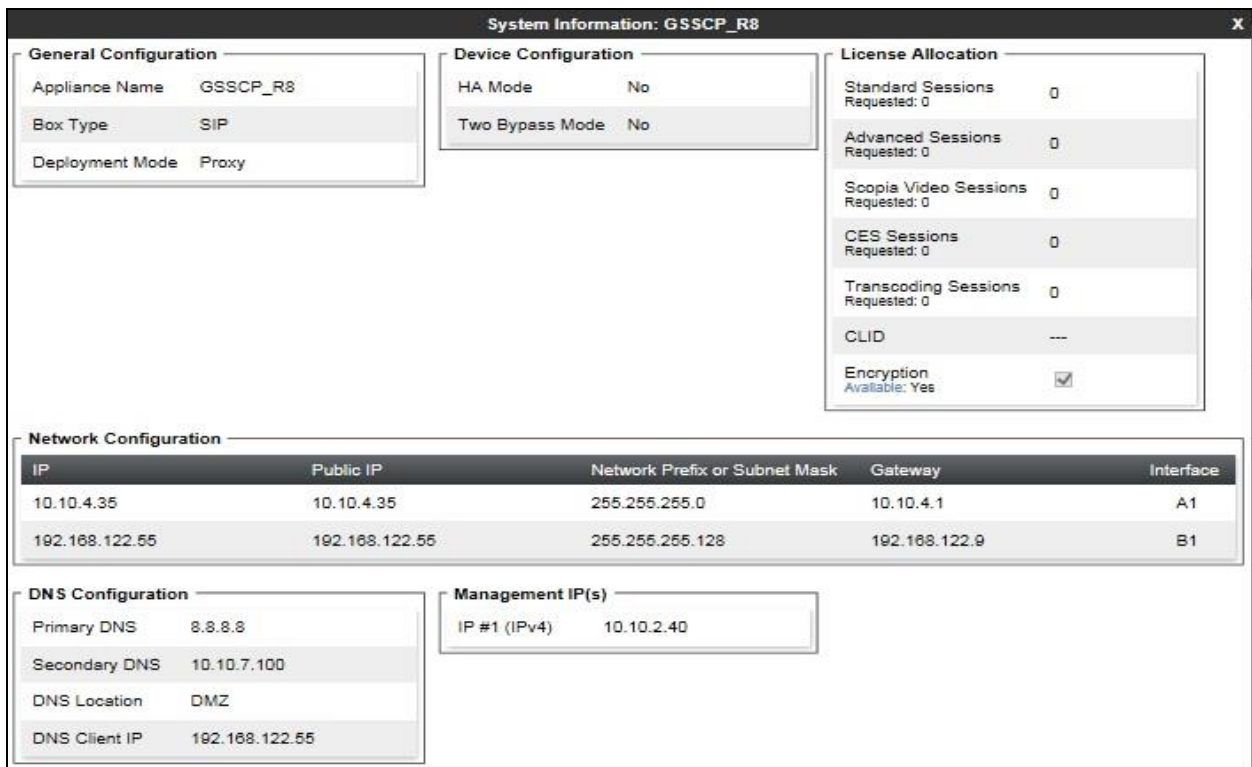 System Information: GSSCP_R8
X
General Configuration
Appliance Name GSSCP_R8
Box Type SIP
Deployment Mode Proxy
Device Configuration
HA Mode No
Two Bypass Mode No
License Allocation
Standard Sessions 0
Requested: 0
Advanced Sessions 0
Requested: 0
Scopia Video Sessions 0
Requested: 0
CES Sessions 0
Requested: 0
Transcoding Sessions 0
Requested: 0
CLID ---
Encryption
Available: Yes
Network Configuration
IP Public IP Network Prefix or Subnet Mask Gateway Interface
10.10.4.35 10.10.4.35 255.255.255.0 10.10.4.1 A1
192.168.122.55 192.168.122.55 255.255.255.128 192.168.122.9 B1
DNS Configuration
Primary DNS 8.8.8.8
Secondary DNS 10.10.7.100
DNS Location DMZ
DNS Client IP 192.168.122.55
Management IP(s)
IP #1 (IPv4) 10.10.2.40